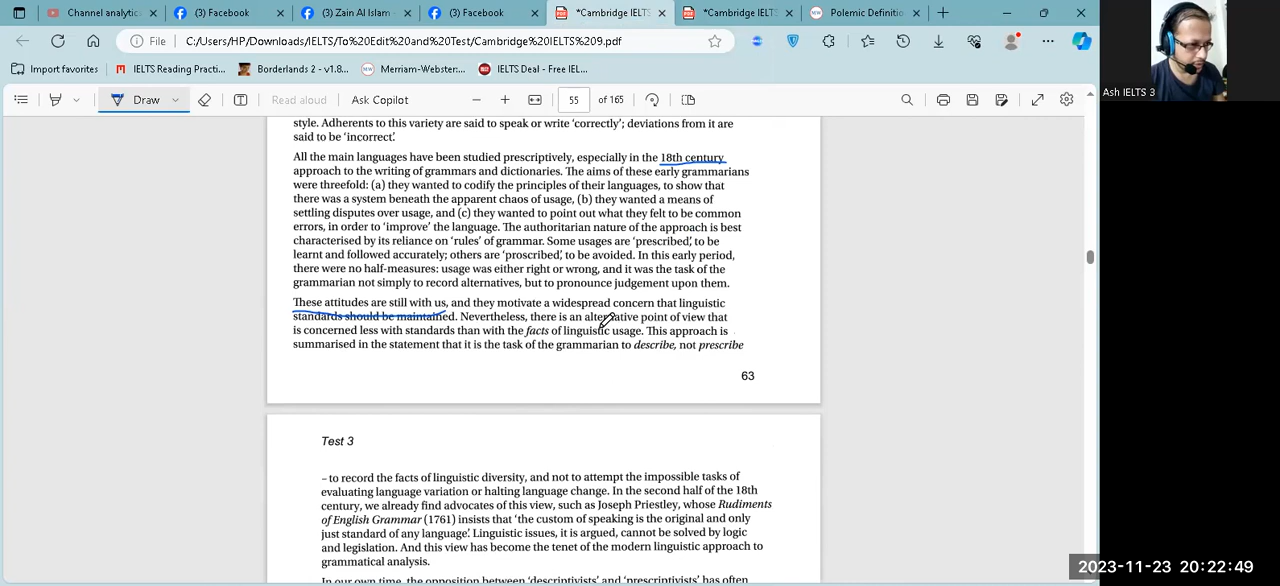 Channel analytic
(3) Facebook
(3) Zain Al Islam -
(3) Facebook
*Cambridge IELTS
*Cambridge IELTS
Polemic Definitio
File
C:/Users/HP/Downloads/IELTS/To%20Edit%20and%20Test/Cambridge%20IELTS%209.pdf
Import favorites
IELTS Reading Practi...
Borderlands 2 - v1.8...
Merriam-Webster:...
IELTS Deal - Free IEL...
Draw
Read aloud
Ask Copilot
55
of 165
Ash IELTS 3
style. Adherents to this variety are said to speak or write ‘correctly’; deviations from it are
said to be ‘incorrect’.
All the main languages have been studied prescriptively, especially in the 18th century
approach to the writing of grammars and dictionaries. The aims of these early grammarians
were threefold: (a) they wanted to codify the principles of their languages, to show that
there was a system beneath the apparent chaos of usage, (b) they wanted a means of
settling disputes over usage, and (c) they wanted to point out what they felt to be common
errors, in order to ‘improve’ the language. The authoritarian nature of the approach is best
characterised by its reliance on ‘rules’ of grammar. Some usages are ‘prescribed’, to be
learnt and followed accurately; others are ‘proscribed’, to be avoided. In this early period,
there were no half-measures: usage was either right or wrong, and it was the task of the
grammarian not simply to record alternatives, but to pronounce judgement upon them.
These attitudes are still with us, and they motivate a widespread concern that linguistic
standards should be maintained. Nevertheless, there is an alternative point of view that
is concerned less with standards than with the facts of linguistic usage. This approach is
summarised in the statement that it is the task of the grammarian to describe, not prescribe
63
Test 3
– to record the facts of linguistic diversity, and not to attempt the impossible tasks of
evaluating language variation or halting language change. In the second half of the 18th
century, we already find advocates of this view, such as Joseph Priestley, whose Rudiments
of English Grammar (1761) insists that ‘the custom of speaking is the original and only
just standard of any language’. Linguistic issues, it is argued, cannot be solved by logic
and legislation. And this view has become the tenet of the modern linguistic approach to
grammatical analysis.
In our own time, the opposition between ‘descriptivists’ and ‘prescriptivists’ has often
2023-11-23 20:22:49